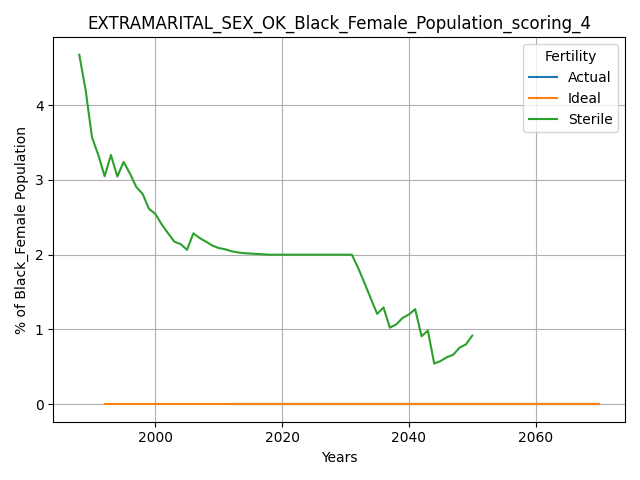 EXTRAMARITAL_SEX_OK_Black_Female_Population_scoring_4
Fertility
Actual
Ideal
Sterile
% of Black_Female Population
4
3
2
1
0
2000
2020
2040
2060
Years